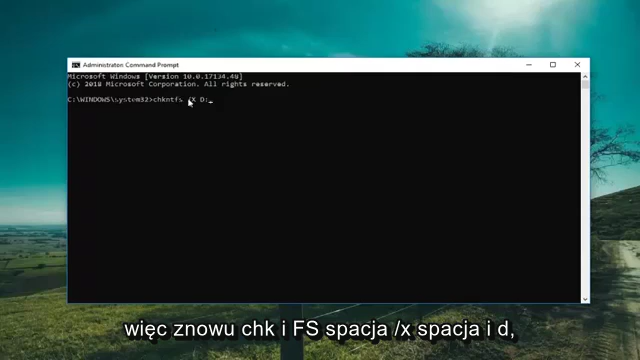 Administrator: Command Prompt
Microsoft Windows [Version 10.0.17134.48]
(c) 2018 Microsoft Corporation. All rights reserved.
C:\WINDOWS\system32>chkntfs /X D:_
więc znowu chk i FS spacja /x spacja i d,